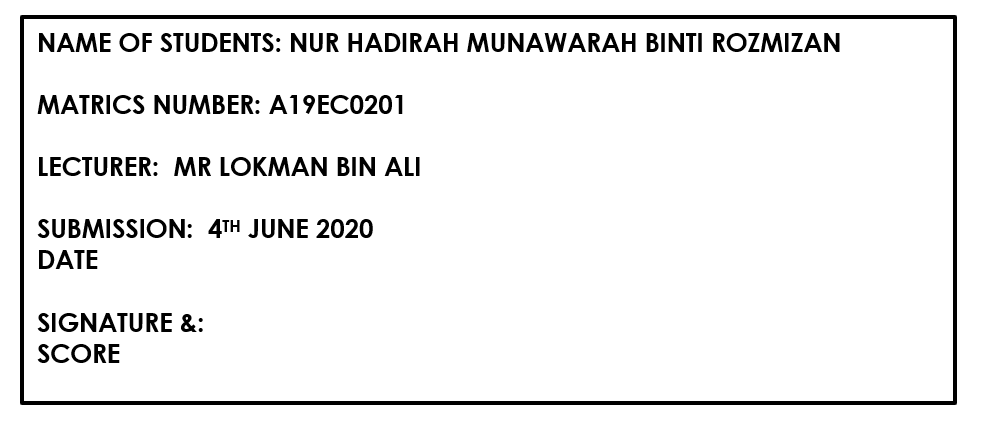 NAME OF STUDENTS: NUR HADIRAH MUNAWARAH BINTI ROZMIZAN
MATRICS NUMBER: A19EC0201
LECTURER:  MR LOKMAN BIN ALI
SUBMISSION:  4TH JUNE 2020
DATE
SIGNATURE &:
SCORE